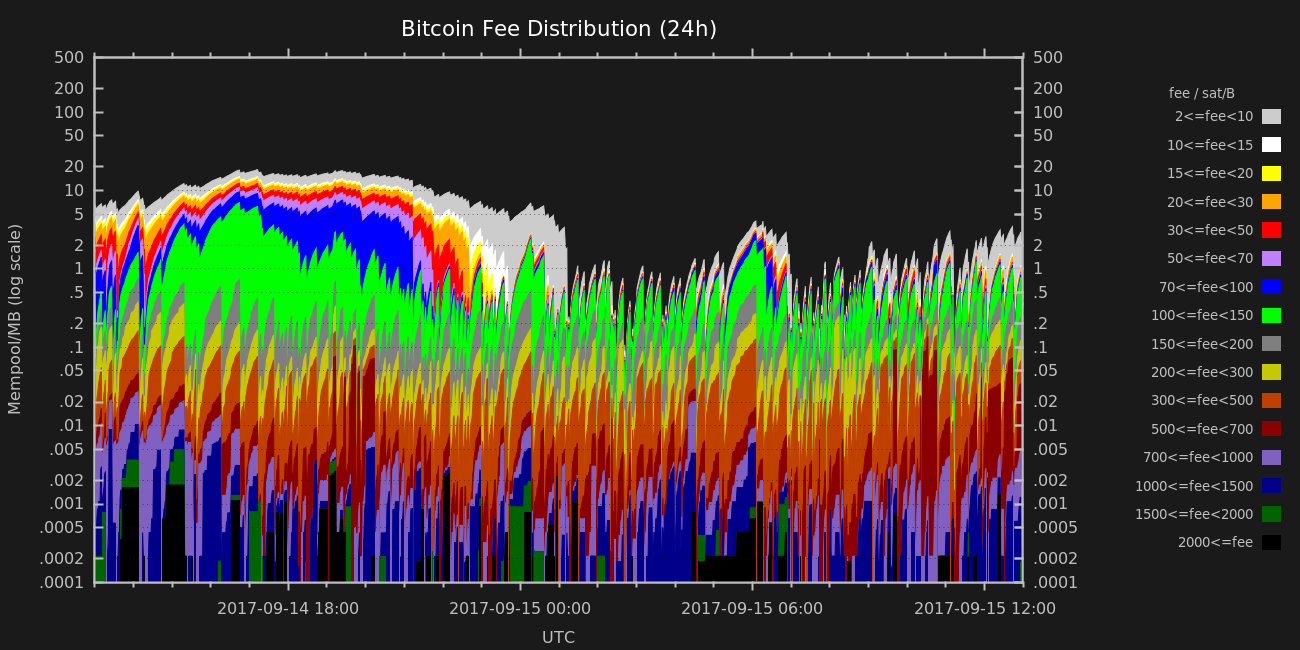 Bitcoin Fee Distribution (24h)
500
200
100
50
20
10
5
2
1
.5
.2
.1
.05
.02
.01
.005
.002
.001
.0005
.0002
.0001
Mempool/MB (log scale)
500
200
100
50
20
10
5
2
1
.5
.2
.1
.05
.02
.01
.005
.002
.001
.0005
.0002
.0001
2017-09-14 18:00
2017-09-15 00:00
2017-09-15 06:00
2017-09-15 12:00
UTC
fee / sat/B
2<=fee<10
10<=fee<15
15<=fee<20
20<=fee<30
30<=fee<50
50<=fee<70
70<=fee<100
100<=fee<150
150<=fee<200
200<=fee<300
300<=fee<500
500<=fee<700
700<=fee<1000
1000<=fee<1500
1500<=fee<2000
2000<=fee